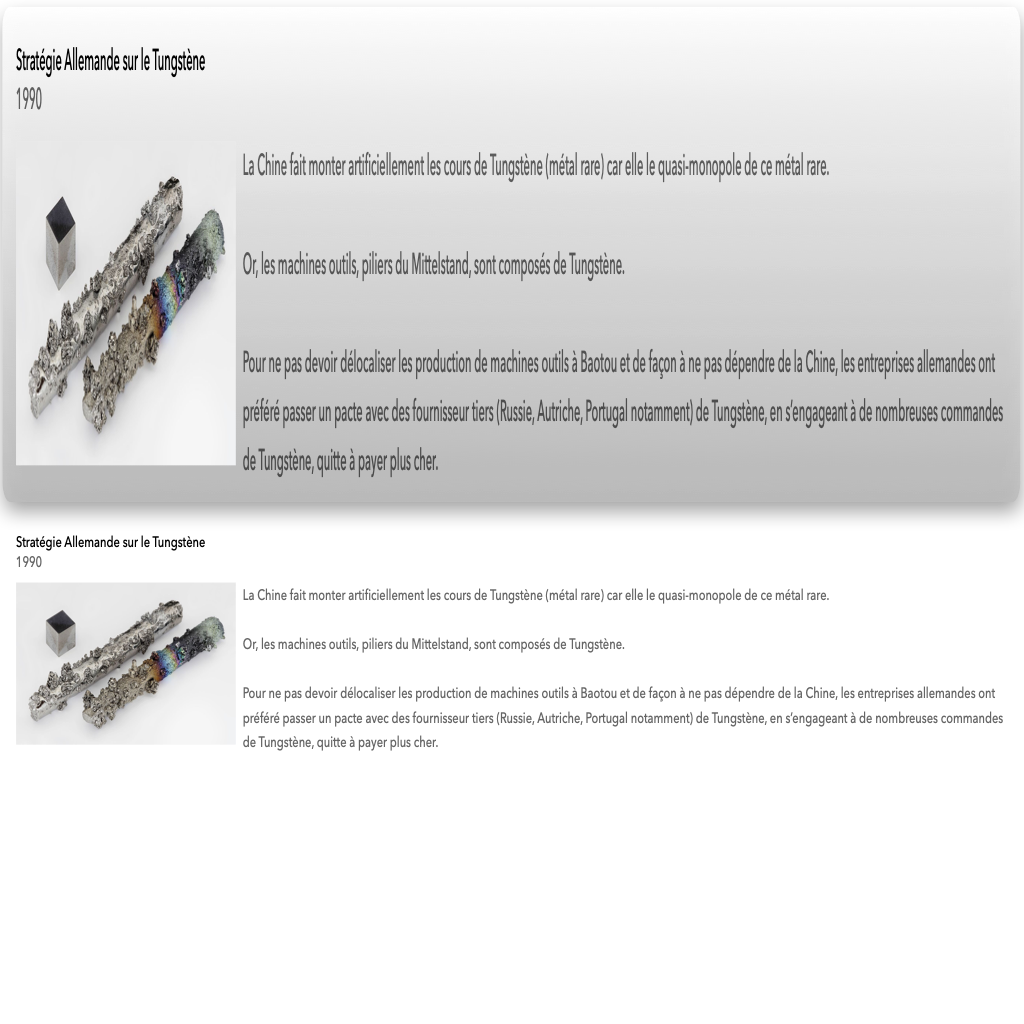 Stratégie Allemande sur le Tungstène
1990
La Chine fait monter artificiellement les cours de Tungstène (métal rare) car elle le quasi-monopole de ce métal rare.
Or, les machines outils, piliers du Mittelstand, sont composés de Tungstène.
Pour ne pas devoir délocaliser les production de machines outils à Baotou et de façon à ne pas dépendre de la Chine, les entreprises allemandes ont
préféré passer un pacte avec des fournisseur tiers (Russie, Autriche, Portugal notamment) de Tungstène, en s’engageant à de nombreuses commandes
de Tungstène, quitte à payer plus cher.
Stratégie Allemande sur le Tungstène
1990
La Chine fait monter artificiellement les cours de Tungstène (métal rare) car elle le quasi-monopole de ce métal rare.
Or, les machines outils, piliers du Mittelstand, sont composés de Tungstène.
Pour ne pas devoir délocaliser les production de machines outils à Baotou et de façon à ne pas dépendre de la Chine, les entreprises allemandes ont
préféré passer un pacte avec des fournisseur tiers (Russie, Autriche, Portugal notamment) de Tungstène, en s’engageant à de nombreuses commandes
de Tungstène, quitte à payer plus cher.